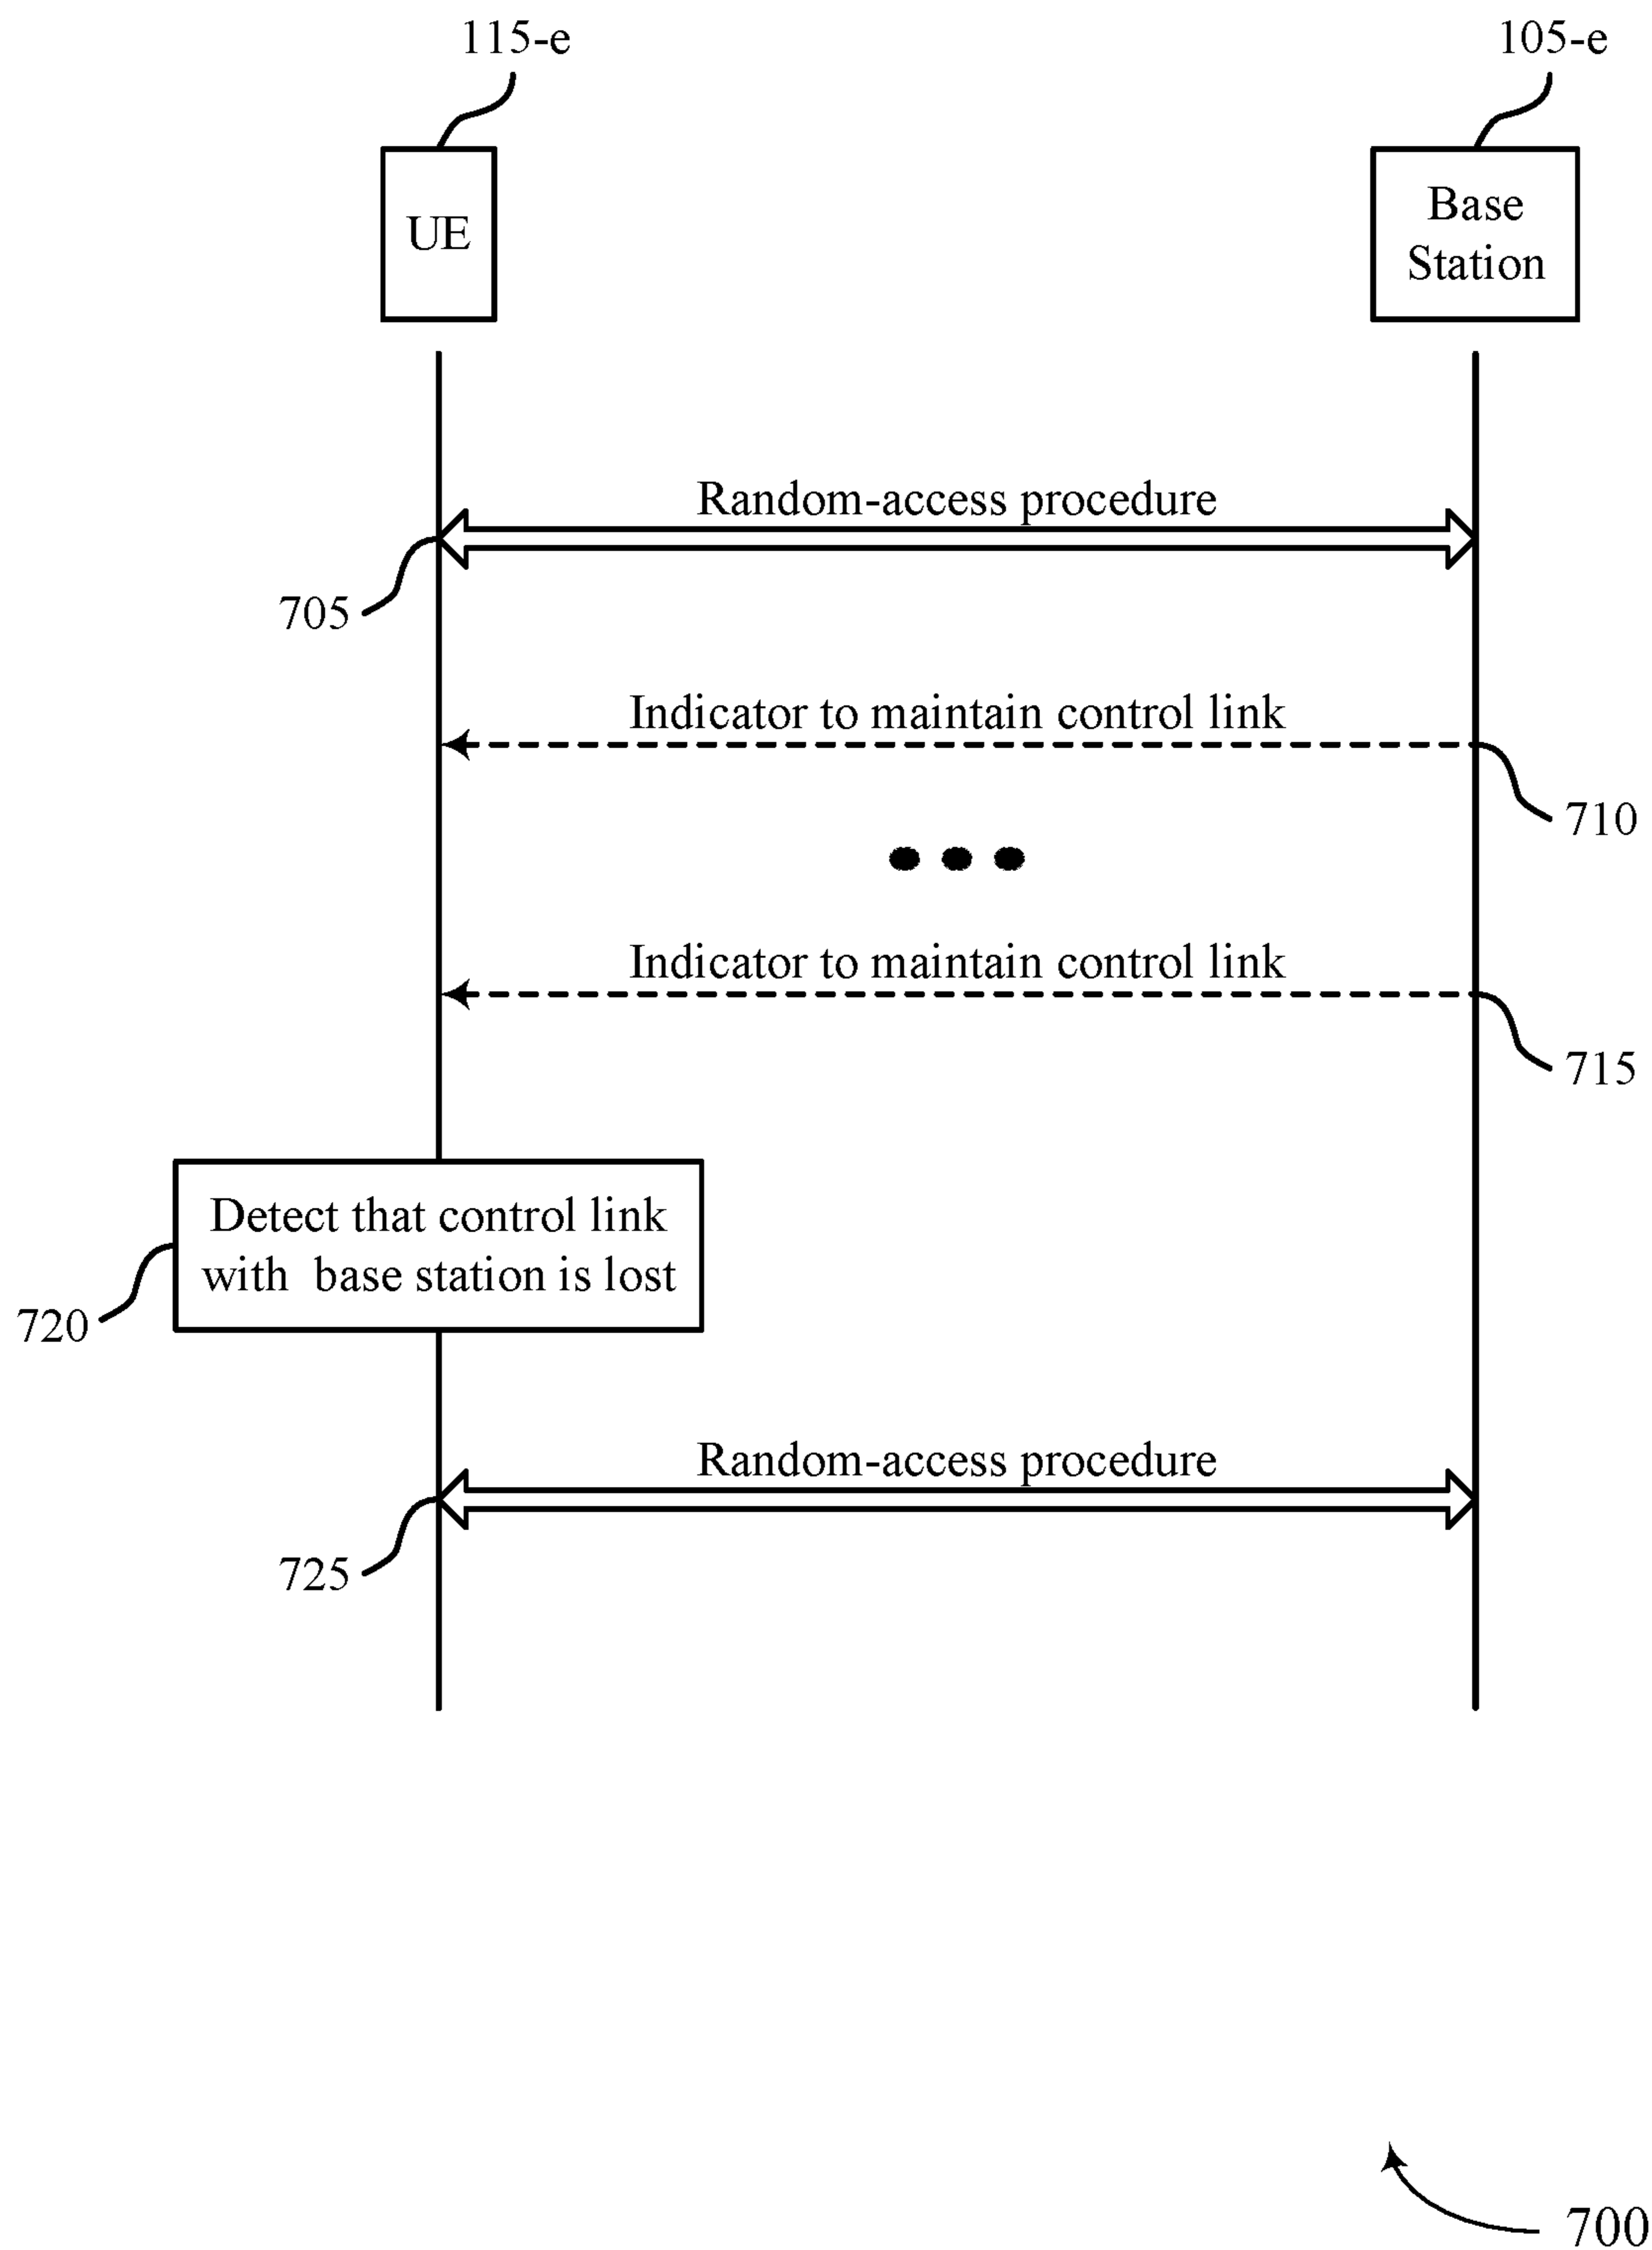 115-e
105-e
UE
Base
Station
Random-access procedure
705
Indicator to maintain control link
710
Indicator to maintain control link
715
Detect that control link
with base station is lost
720
Random-access procedure
725
700